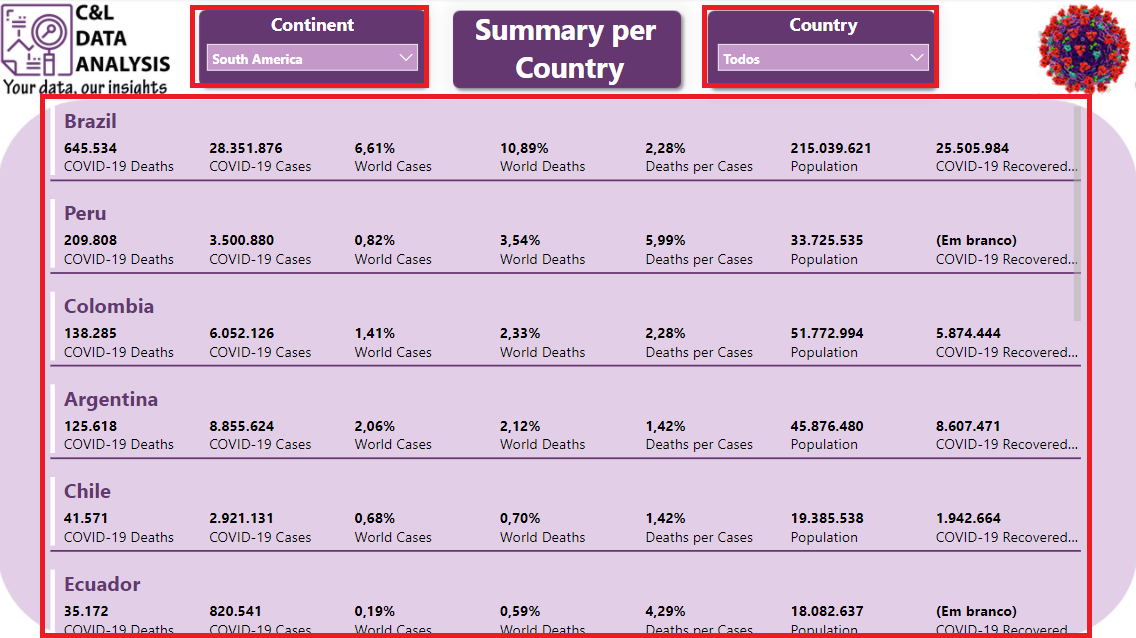 C&L
DATA
ANALYSIS
Your data, our insights
Continent
South America
Summary per
Country
Country
Todos
Brazil
645.534 28.351.876 6,61% 10,89% 2,28% 215.039.621 25.505.984
COVID-19 Deaths COVID-19 Cases World Cases World Deaths Deaths per Cases Population COVID-19 Recovered...
Peru
209.808 3.500.880 0,82% 3,54% 5,99% 33.725.535 (Em branco)
COVID-19 Deaths COVID-19 Cases World Cases World Deaths Deaths per Cases Population COVID-19 Recovered...
Colombia
138.285 6.052.126 1,41% 2,33% 2,28% 51.772.994 5.874.444
COVID-19 Deaths COVID-19 Cases World Cases World Deaths Deaths per Cases Population COVID-19 Recovered...
Argentina
125.618 8.855.624 2,06% 2,12% 1,42% 45.876.480 8.607.471
COVID-19 Deaths COVID-19 Cases World Cases World Deaths Deaths per Cases Population COVID-19 Recovered...
Chile
41.571 2.921.131 0,68% 0,70% 1,42% 19.385.538 1.942.664
COVID-19 Deaths COVID-19 Cases World Cases World Deaths Deaths per Cases Population COVID-19 Recovered...
Ecuador
35.172 820.541 0,19% 0,59% 4,29% 18.082.637 (Em branco)
COVID-19 Deaths COVID-19 Cases World Cases World Deaths Deaths per Cases Population COVID-19 Recovered...